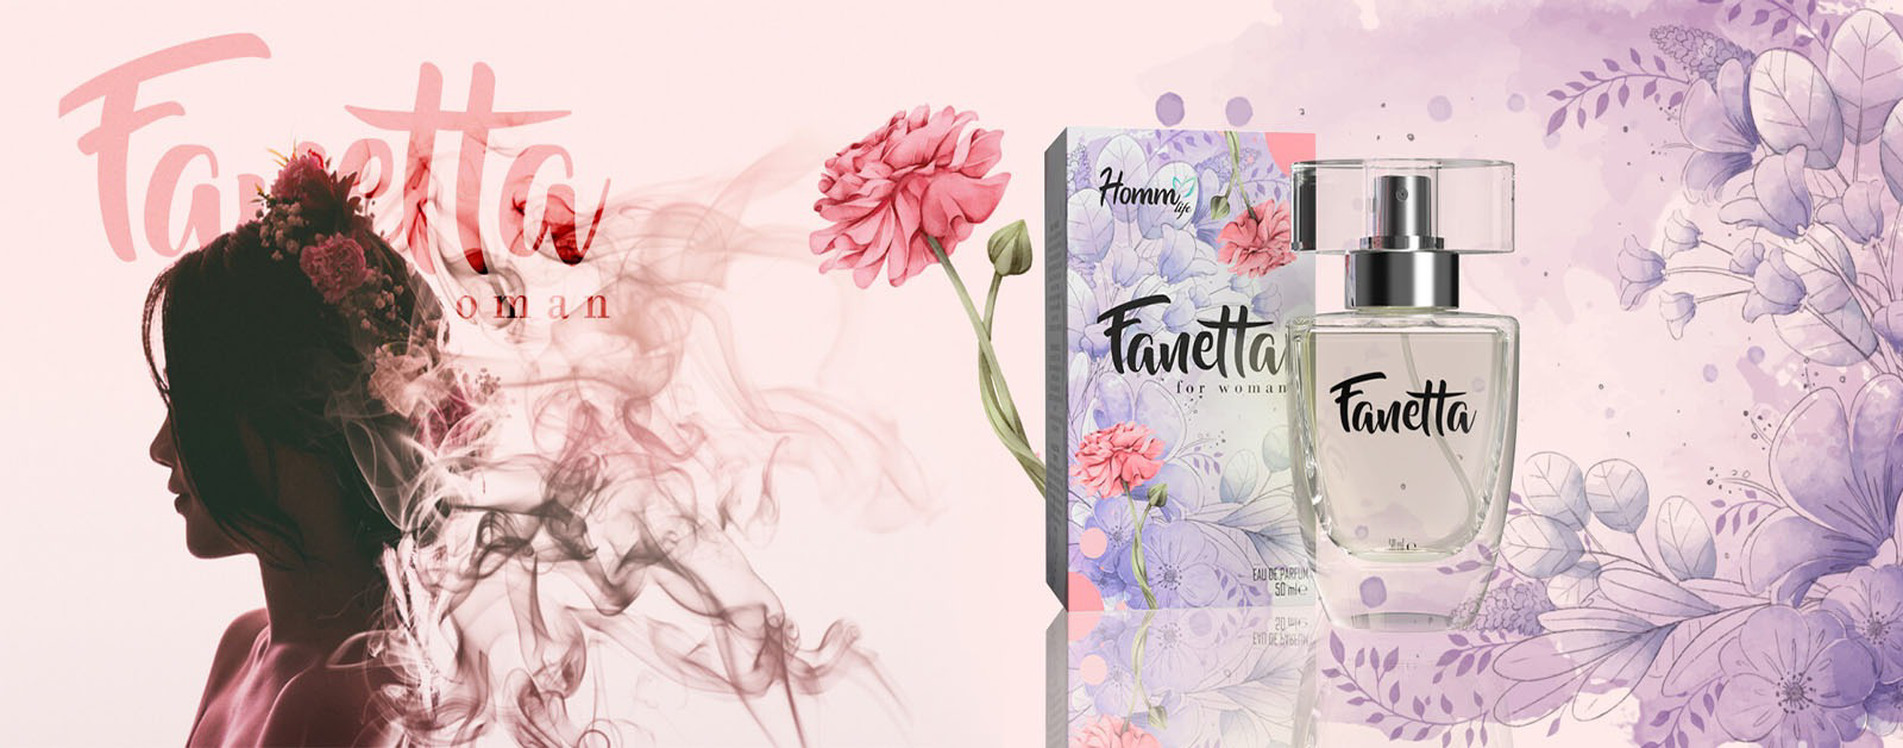 Fanetta
woman
Homm
life
Fanetta
for woman
EAU DE PARFUM
50 ml ℮
Fanetta